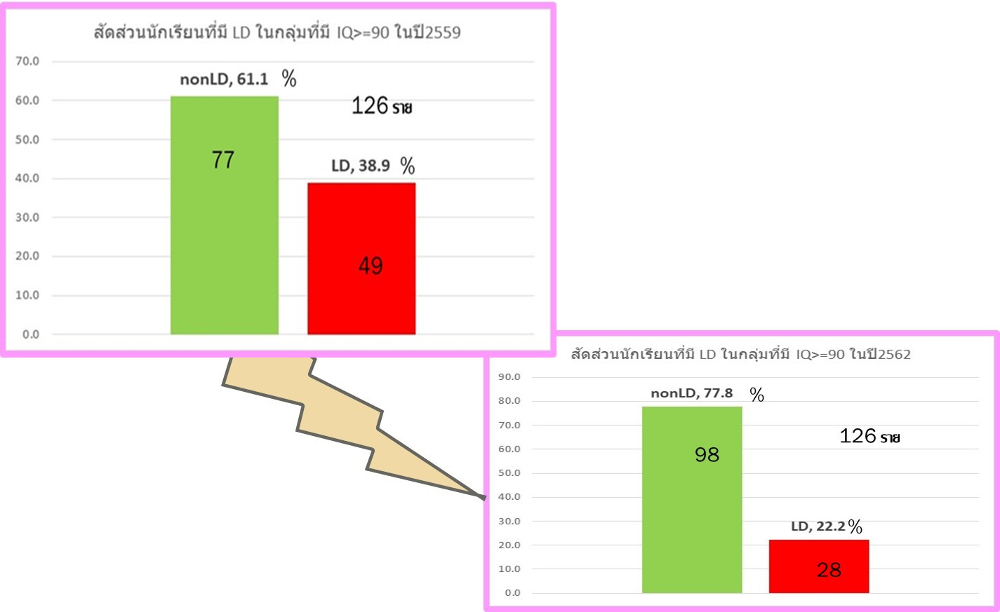 สัดส่วนนักเรียนที่มี LD ในกลุ่มที่มี IQ>=90 ในปี2559
70.0
nonLD, 61.1 %
60.0
126 ราย
50.0
77
LD, 38.9 %
40.0
30.0
20.0
49
10.0
0.0
สัดส่วนนักเรียนที่มี LD ในกลุ่มที่มี IQ>=90 ในปี2562
90.0
nonLD, 77.8 %
80.0
70.0
126 ราย
60.0
98
50.0
40.0
30.0
LD, 22.2 %
20.0
10.0
28
0.0